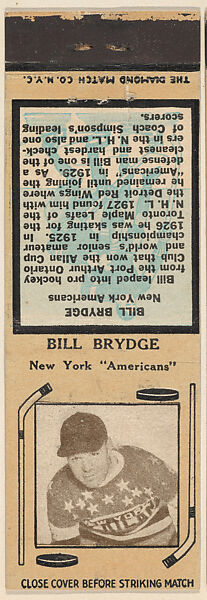 THE DIAMOND MATCH CO. N.Y.C.
BILL BRYDGE
New York Americans
Bill leaped into pro hockey
from the Port Arthur Ontario
Club that won the Allan Cup
and world's senior amateur
championship in 1925. In
1926 he was skating for the
Toronto Maple Leafs of the
N. H. L. 1927 found him with
the Detroit Red Wings where
he remained until joining the
"Americans" in 1929. As a
defense man Bill is one of the
cleanest and hardest check-
ers in the N. H. L. and also one
of Coach Simpson's leading
scorers.
BILL BRYDGE
New York "Americans"
CLOSE COVER BEFORE STRIKING MATCH